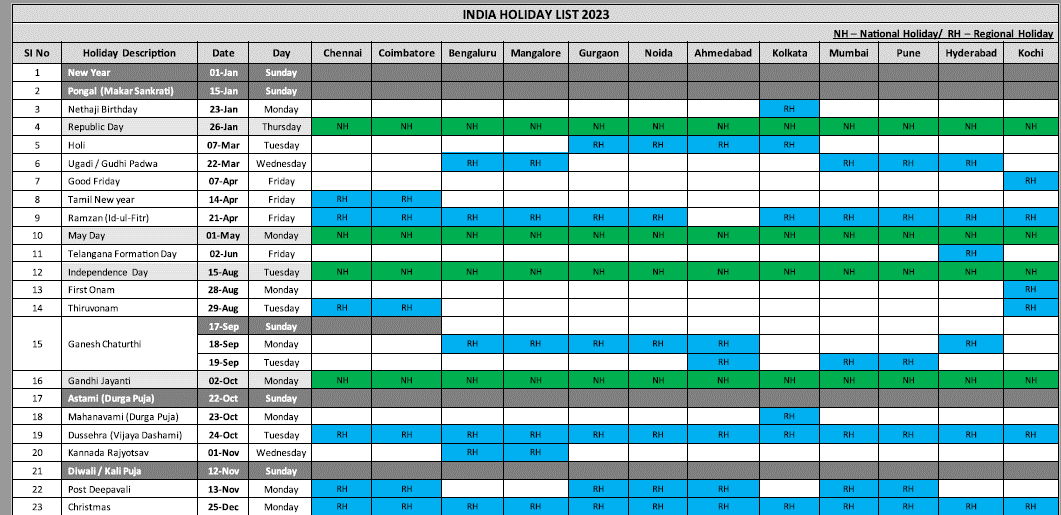 INDIA HOLIDAY LIST 2023
NH – National Holiday/ RH – Regional Holiday
SI No Holiday Description Date Day Chennai Coimbatore Bengaluru Mangalore Gurgaon Noida Ahmedabad Kolkata Mumbai Pune Hyderabad Kochi
1 New Year 01-Jan Sunday
2 Pongal (Makar Sankrati) 15-Jan Sunday
3 Nethaji Birthday 23-Jan Monday RH
4 Republic Day 26-Jan Thursday NH NH NH NH NH NH NH NH NH NH NH NH
5 Holi 07-Mar Tuesday RH RH RH RH
6 Ugadi / Gudhi Padwa 22-Mar Wednesday RH RH RH RH RH
7 Good Friday 07-Apr Friday RH
8 Tamil New year 14-Apr Friday RH RH
9 Ramzan (Id-ul-Fitr) 21-Apr Friday RH RH RH RH RH RH RH RH RH RH RH
10 May Day 01-May Monday NH NH NH NH NH NH NH NH NH NH NH NH
11 Telangana Formation Day 02-Jun Friday RH
12 Independence Day 15-Aug Tuesday NH NH NH NH NH NH NH NH NH NH NH NH
13 First Onam 28-Aug Monday RH
14 Thiruvonam 29-Aug Tuesday RH RH RH
17-Sep Sunday
15 Ganesh Chaturthi 18-Sep Monday RH RH RH RH RH RH
19-Sep Tuesday RH RH RH
16 Gandhi Jayanti 02-Oct Monday NH NH NH NH NH NH NH NH NH NH NH NH
17 Astami (Durga Puja) 22-Oct Sunday
18 Mahanavami (Durga Puja) 23-Oct Monday RH
19 Dussehra (Vijaya Dashami) 24-Oct Tuesday RH RH RH RH RH RH RH RH RH RH RH RH
20 Kannada Rajyotsav 01-Nov Wednesday RH RH
21 Diwali / Kali Puja 12-Nov Sunday
22 Post Deepavali 13-Nov Monday RH RH RH RH RH RH RH
23 Christmas 25-Dec Monday RH RH RH RH RH RH RH RH RH RH RH RH